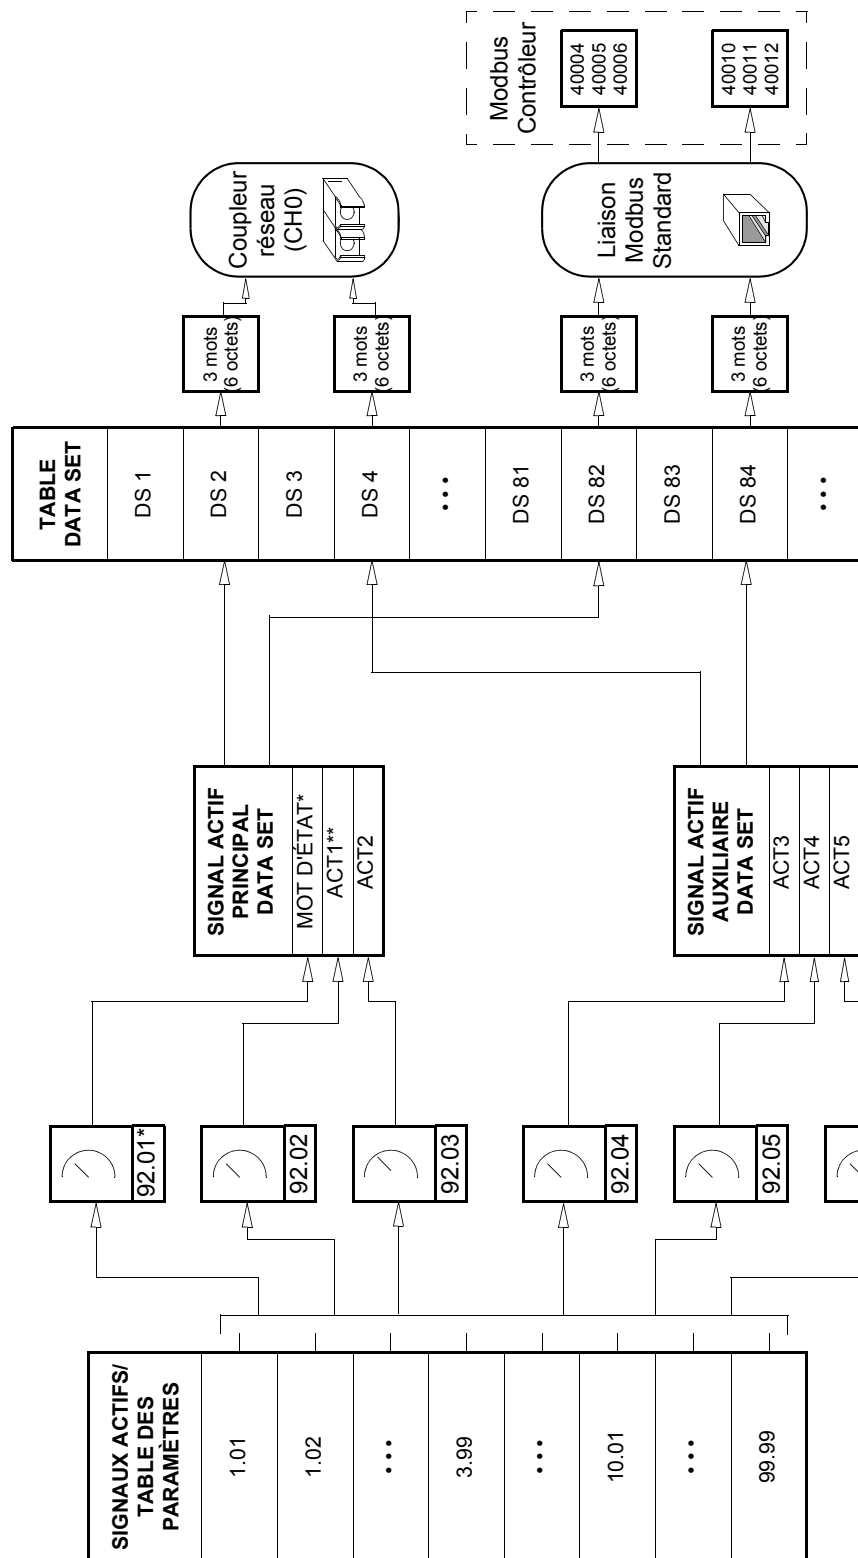 SIGNAUX ACTIFS/
TABLE DES
PARAMÈTRES
1.01
1.02
• • •
3.99
• • •
10.01
• • •
99.99
92.01*
92.02
92.03
92.04
92.05
SIGNAL ACTIF
PRINCIPAL
DATA SET
MOT D'ÉTAT*
ACT1**
ACT2
SIGNAL ACTIF
AUXILIAIRE
DATA SET
ACT3
ACT4
ACT5
TABLE
DATA SET
DS 1
DS 2
DS 3
DS 4
• • •
DS 81
DS 82
DS 83
DS 84
• • •
3 mots
(6 octets)
3 mots
(6 octets)
3 mots
(6 octets)
3 mots
(6 octets)
Coupleur
réseau
(CH0)
Liaison
Modbus
Standard
Modbus
Contrôleur
40004
40005
40006
40010
40011
40012